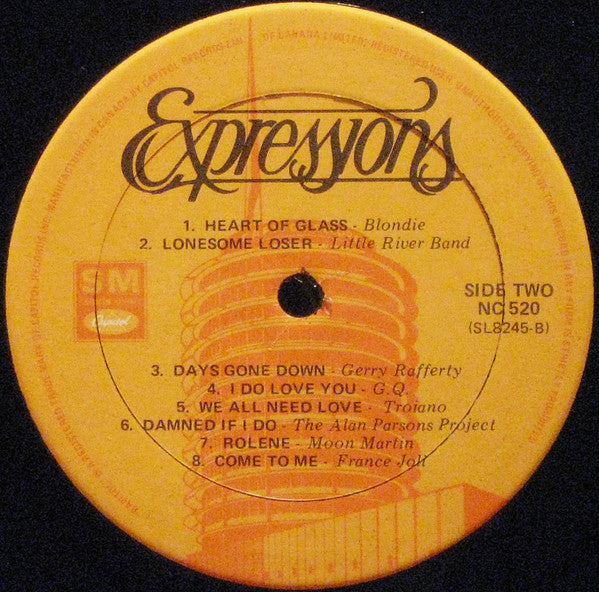 Expressions
1. HEART OF GLASS - Blondie
2. LONESOME LOSER - Little River Band
SM
Capitol
SIDE TWO
NC 520
(SL8245-B)
3. DAYS GONE DOWN - Gerry Rafferty
4. I DO LOVE YOU - G.Q.
5. WE ALL NEED LOVE - Troiano
6. DAMNED IF I DO - The Alan Parsons Project
7. ROLENE - Moon Martin
8. COME TO ME - France Joli